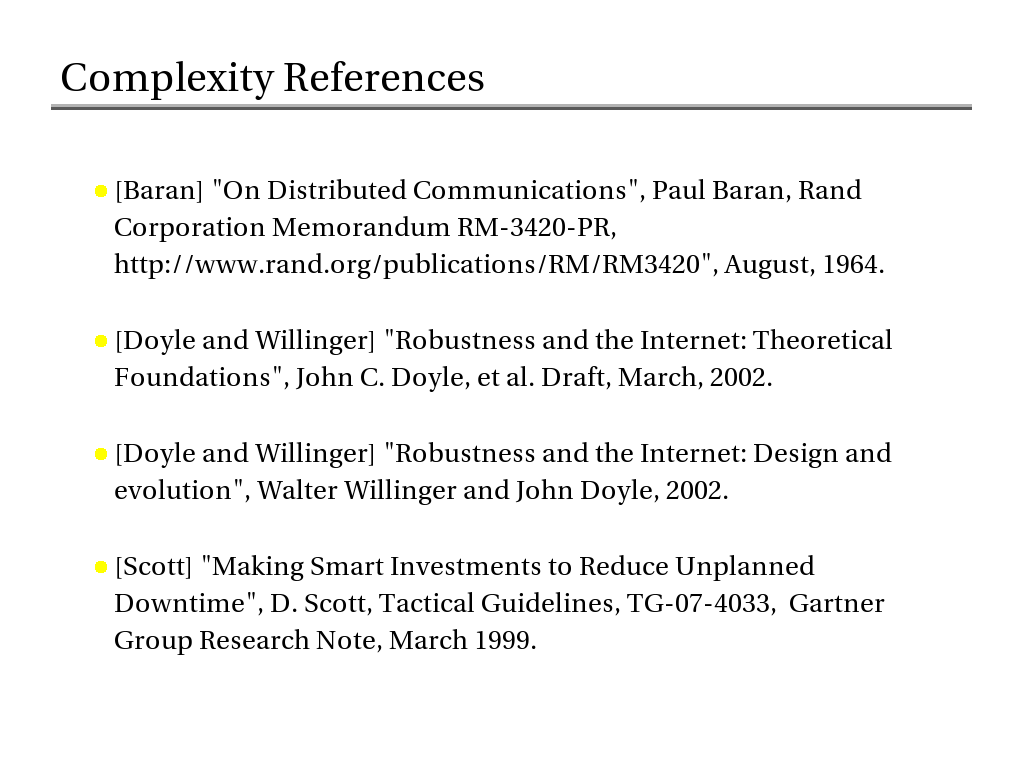 Complexity References
[Baran] "On Distributed Communications", Paul Baran, Rand
Corporation Memorandum RM-3420-PR,
http://www.rand.org/publications/RM/RM3420", August, 1964.
[Doyle and Willinger] "Robustness and the Internet: Theoretical
Foundations", John C. Doyle, et al. Draft, March, 2002.
[Doyle and Willinger] "Robustness and the Internet: Design and
evolution", Walter Willinger and John Doyle, 2002.
[Scott] "Making Smart Investments to Reduce Unplanned
Downtime", D. Scott, Tactical Guidelines, TG-07-4033,  Gartner
Group Research Note, March 1999.